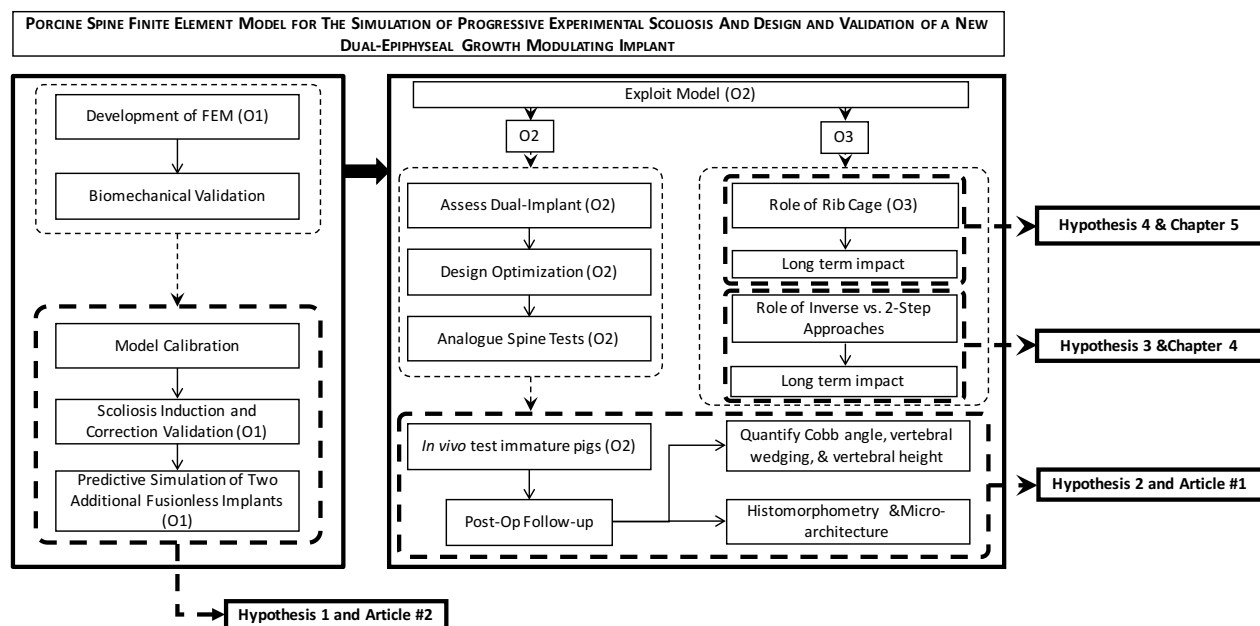 PORCINE SPINE FINITE ELEMENT MODEL FOR THE SIMULATION OF PROGRESSIVE EXPERIMENTAL SCOLIOSIS AND DESIGN AND VALIDATION OF A NEW
DUAL-EPIPHYSEAL GROWTH MODULATING IMPLANT
Development of FEM (O1)
Biomechanical Validation
Model Calibration
Scoliosis Induction and
Correction Validation (O1)
Predictive Simulation of Two
Additional Fusionless Implants
(O1)
Hypothesis 1 and Article #2
Exploit Model (O2)
O2
O3
Assess Dual-Implant (O2)
Design Optimization (O2)
Analogue Spine Tests (O2)
Role of Rib Cage (O3)
Long term impact
Role of Inverse vs. 2-Step
Approaches
Long term impact
In vivo test immature pigs (O2)
Post-Op Follow-up
Quantify Cobb angle, vertebral
wedging, & vertebral height
Histomorphometry &Micro-
architecture
Hypothesis 4 & Chapter 5
Hypothesis 3 &Chapter 4
Hypothesis 2 and Article #1